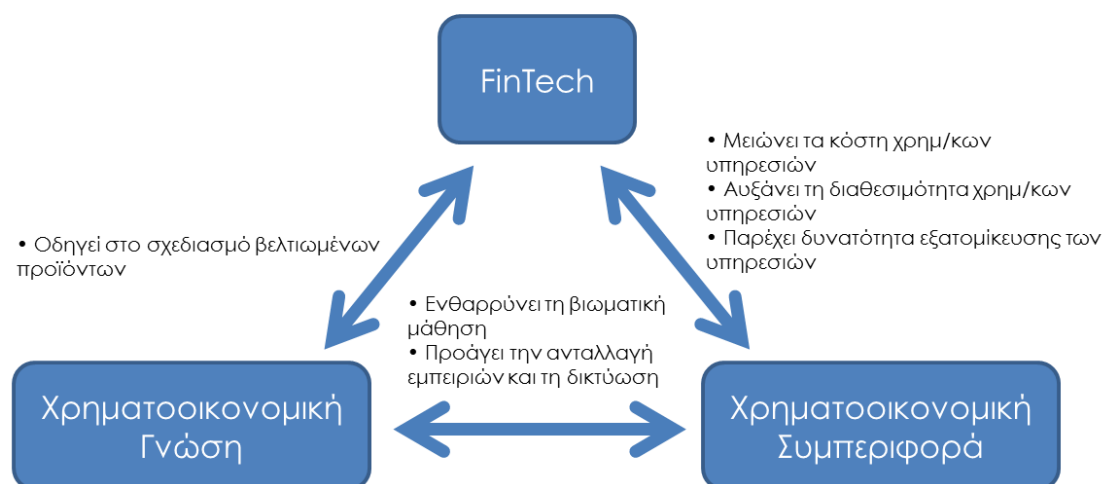 FinTech
• Μειώνει τα κόστη χρημ/κων
υπηρεσιών
• Αυξάνει τη διαθεσιμότητα χρημ/κων
υπηρεσιών
• Παρέχει δυνατότητα εξατομίκευσης των
υπηρεσιών
• Οδηγεί στο σχεδιασμό βελτιωμένων
προϊόντων
• Ενθαρρύνει τη βιωματική
μάθηση
• Προάγει την ανταλλαγή
εμπειριών και τη δικτύωση
Χρηματοοικονομική
Γνώση
Χρηματοοικονομική
Συμπεριφορά